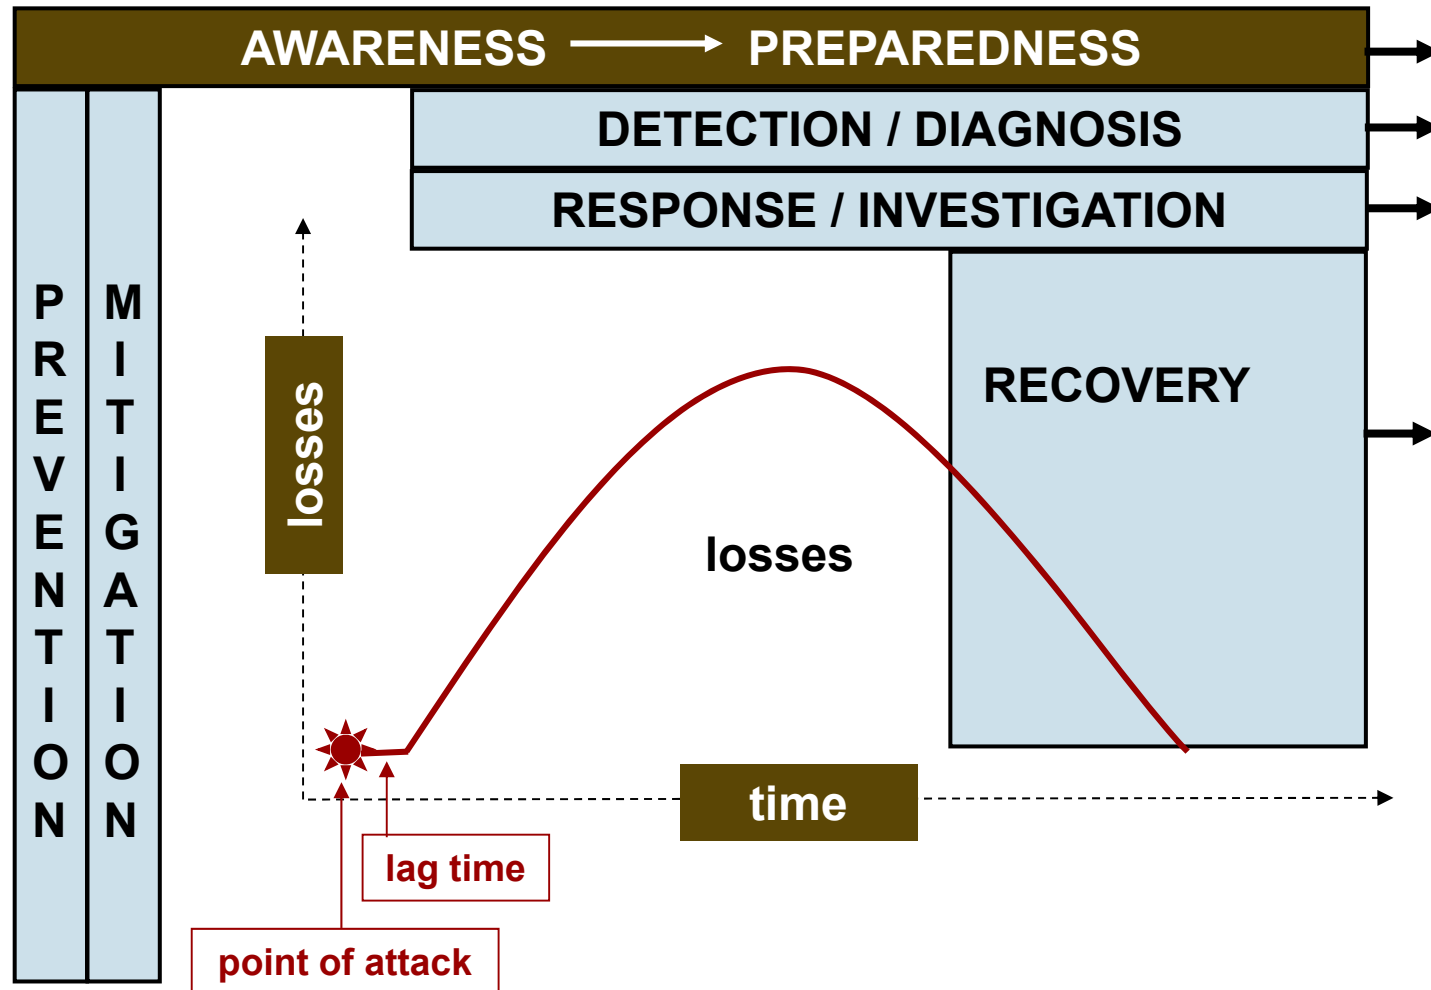 AWARENESS PREPAREDNESS
DETECTION / DIAGNOSIS
RESPONSE / INVESTIGATION
PREVENTION
MITIGATION
losses
RECOVERY
losses
time
lag time
point of attack